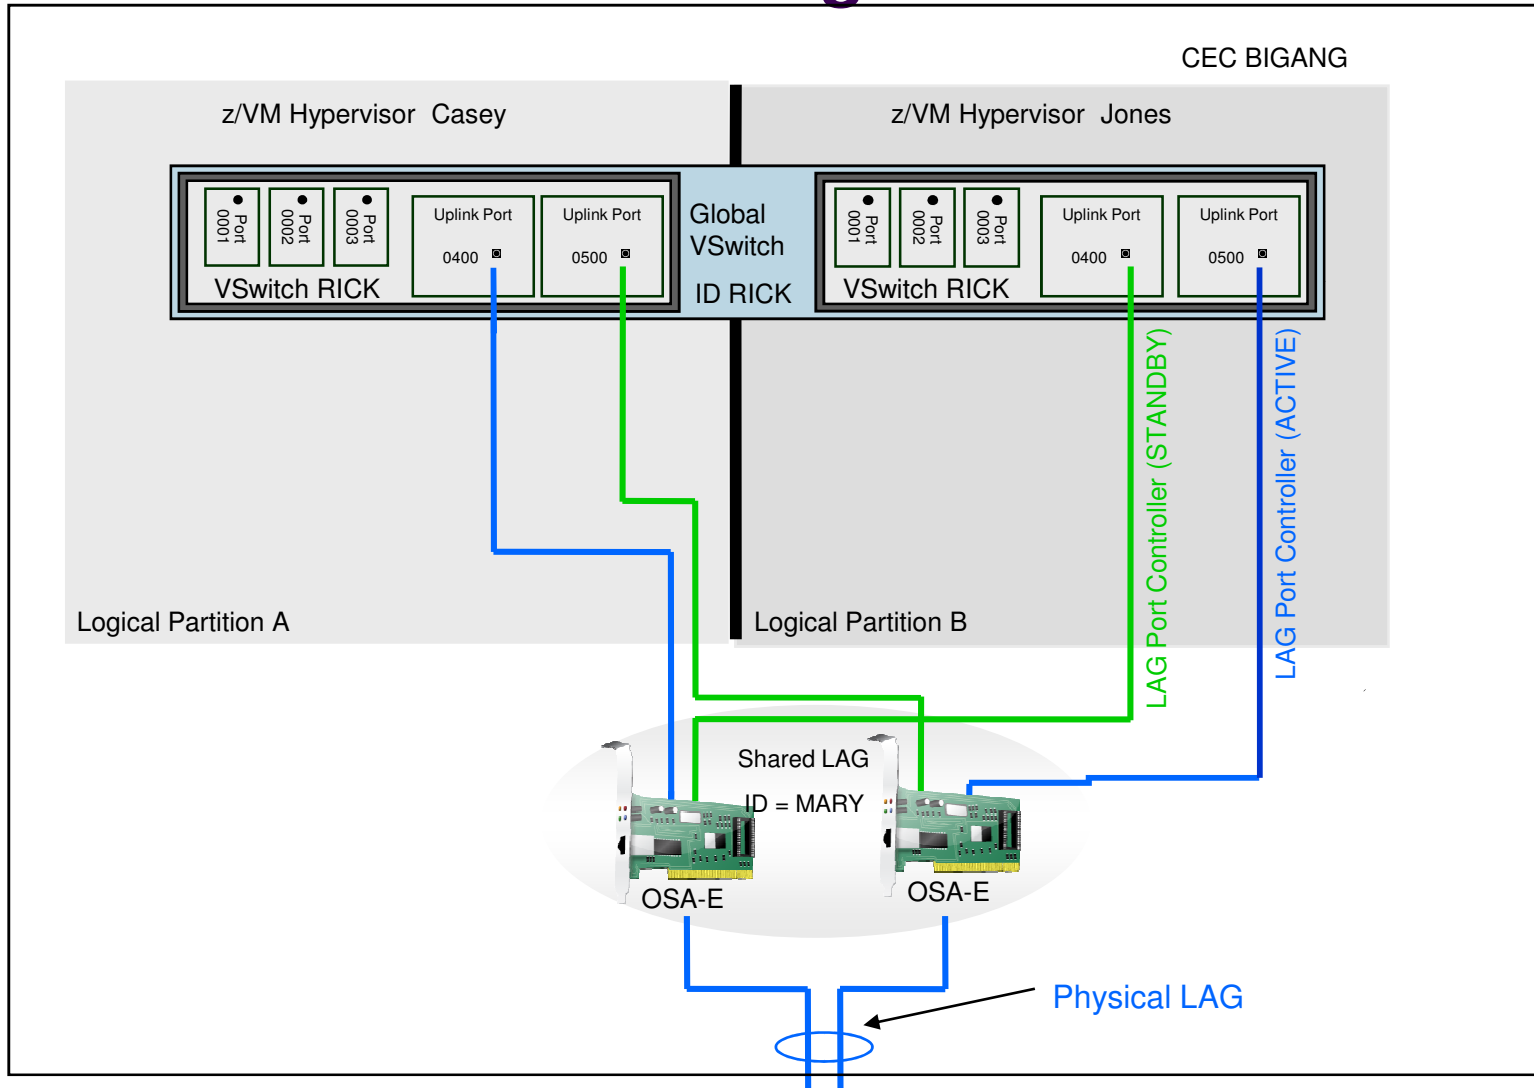 CEC BIGANG
z/VM Hypervisor Casey
z/VM Hypervisor Jones
Port 0001
Port 0002
Port 0003
Uplink Port
0400
Uplink Port
0500
VSwitch RICK
Global
VSwitch
ID RICK
Port 0001
Port 0002
Port 0003
Uplink Port
0400
Uplink Port
0500
VSwitch RICK
LAG Port Controller (STANDBY)
LAG Port Controller (ACTIVE)
Logical Partition A
Logical Partition B
Shared LAG
ID = MARY
OSA-E
OSA-E
Physical LAG